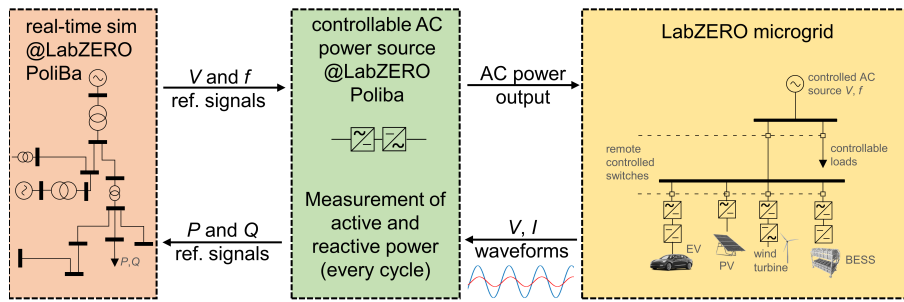 real-time sim
@LabZERO
PoliBa
P,Q
V and f
ref. signals
P and Q
ref. signals
controllable AC
power source
@LabZERO
Poliba
Measurement of
active and
reactive power
(every cycle)
AC power
output
V, I
waveforms
LabZERO microgrid
controlled AC
source V, f
remote
controlled
switches
controllable
loads
EV
PV
wind
turbine
BESS